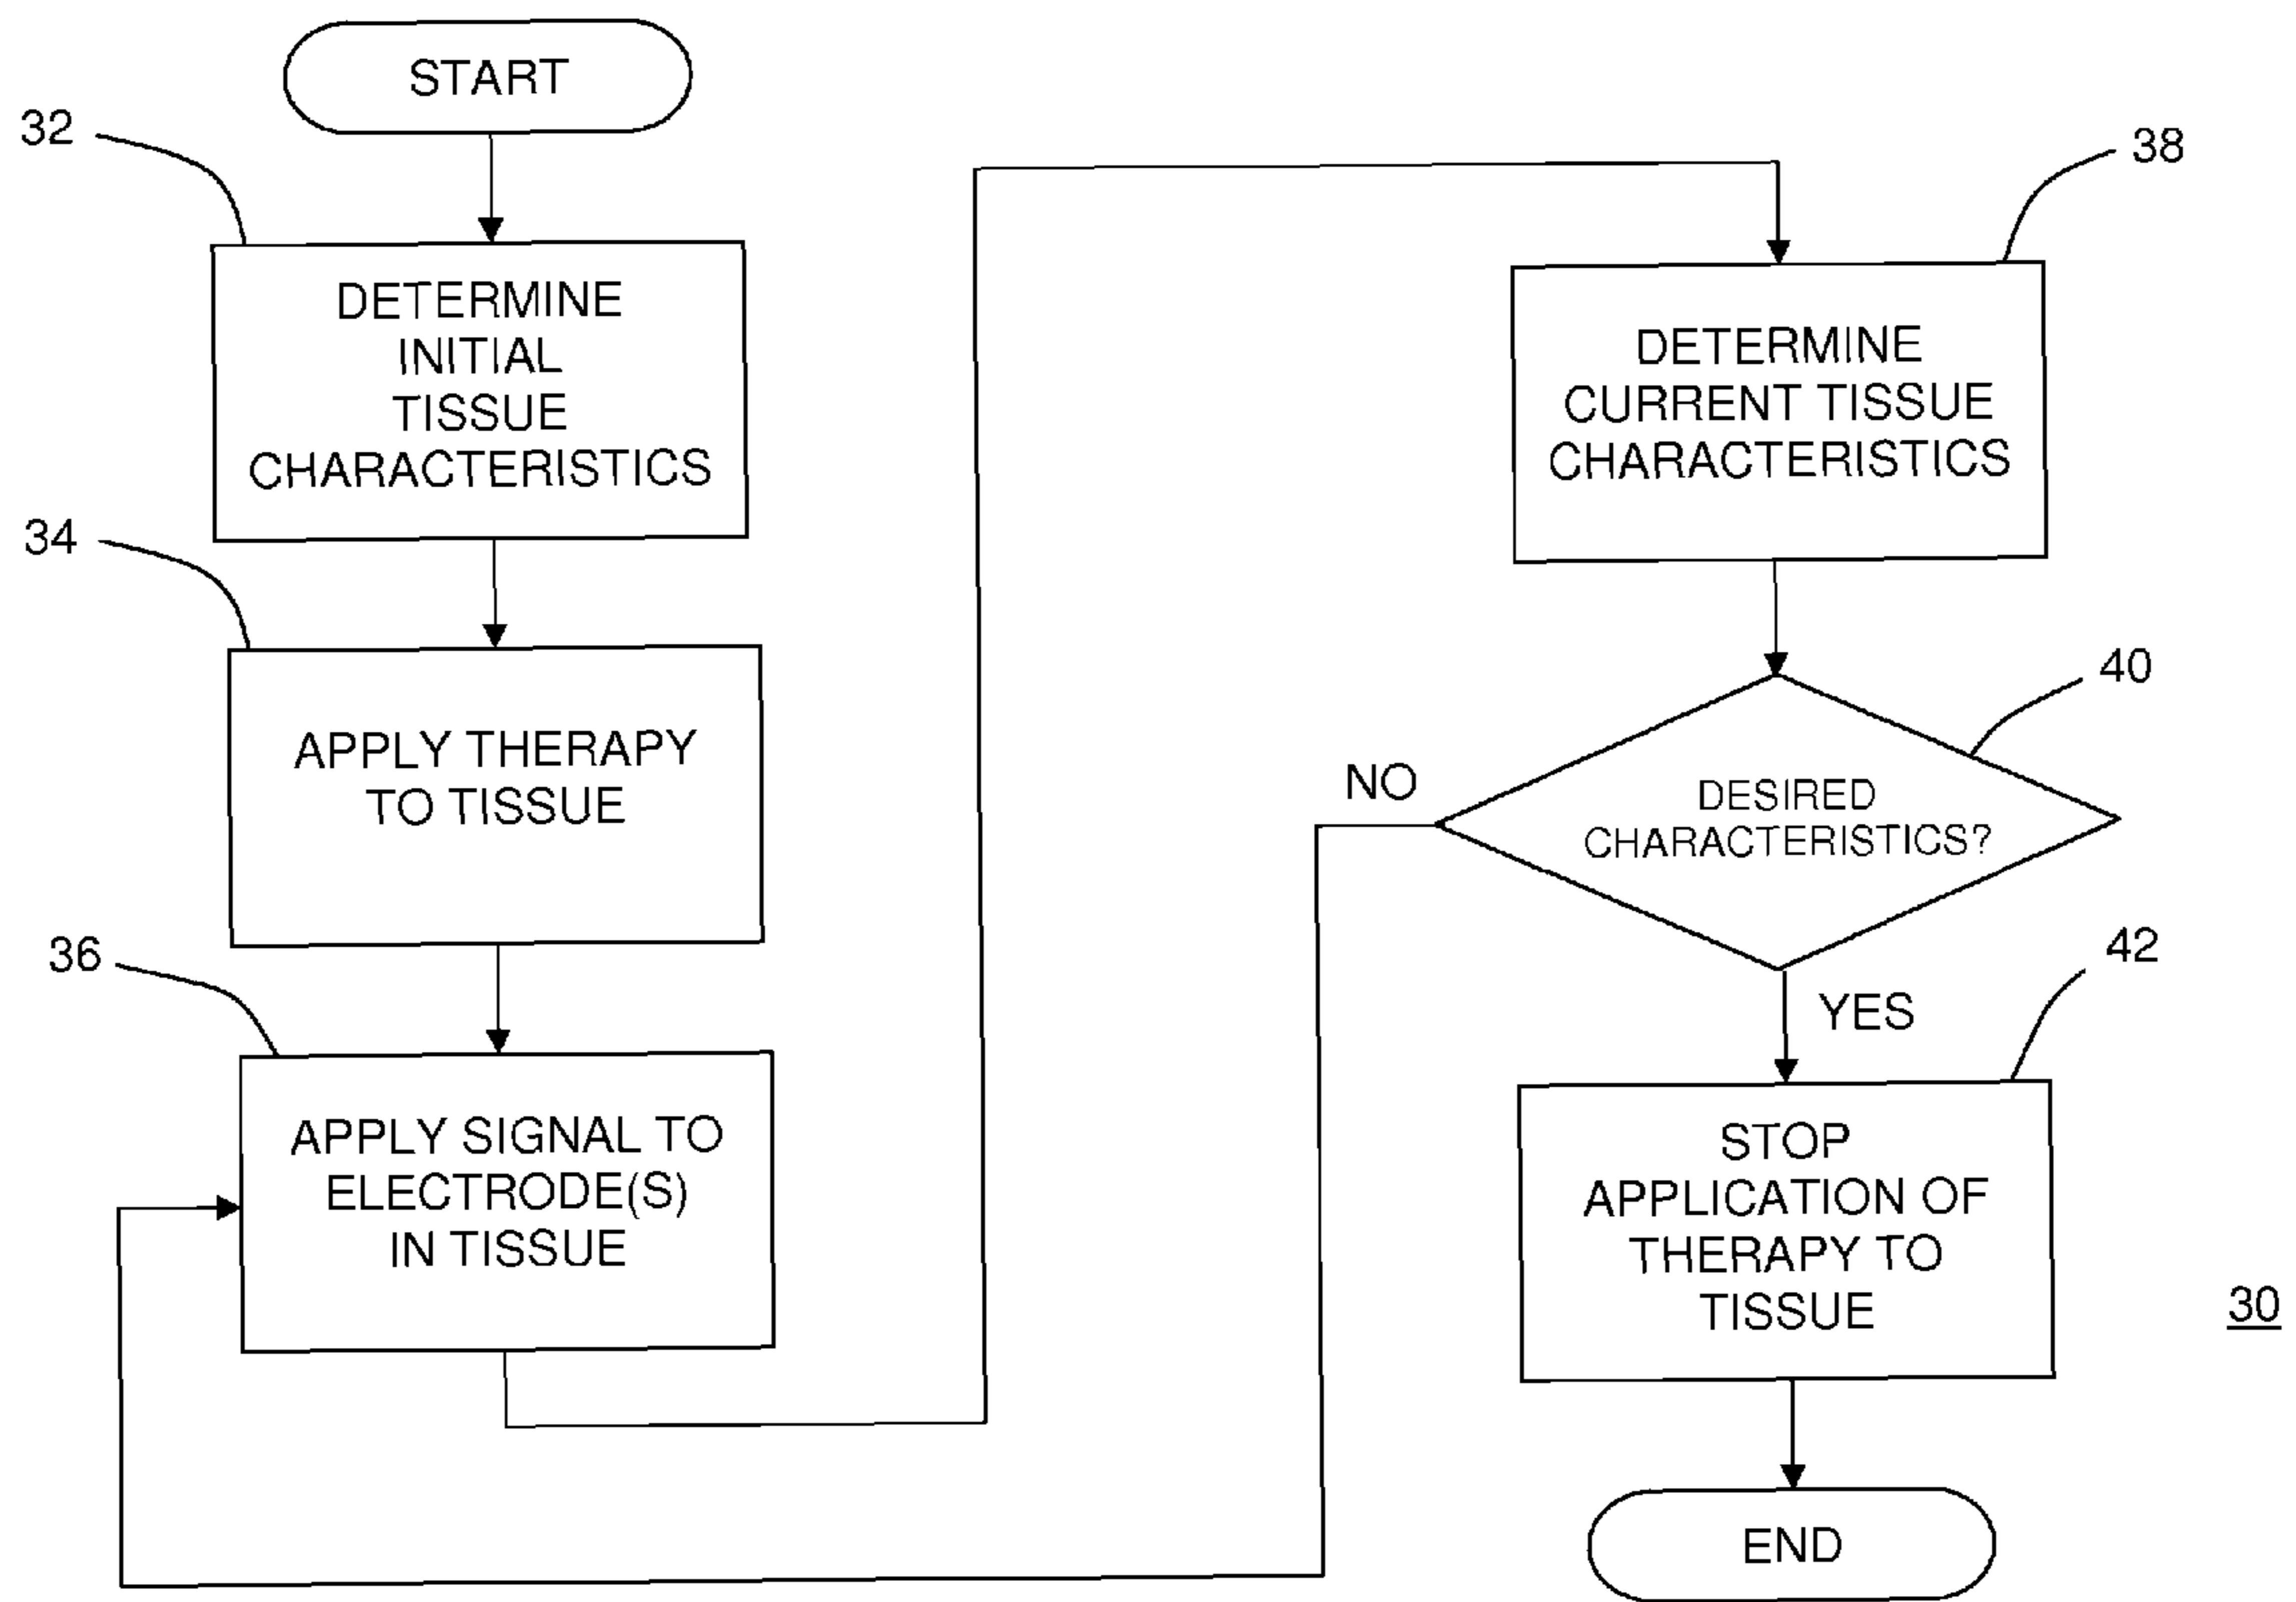 START
32
DETERMINE
INITIAL
TISSUE
CHARACTERISTICS
34
APPLY THERAPY
TO TISSUE
36
APPLY SIGNAL TO
ELECTRODE(S)
IN TISSUE
38
DETERMINE
CURRENT TISSUE
CHARACTERISTICS
40
NO
DESIRED
CHARACTERISTICS?
42
YES
STOP
APPLICATION OF
THERAPY TO
TISSUE
30
END